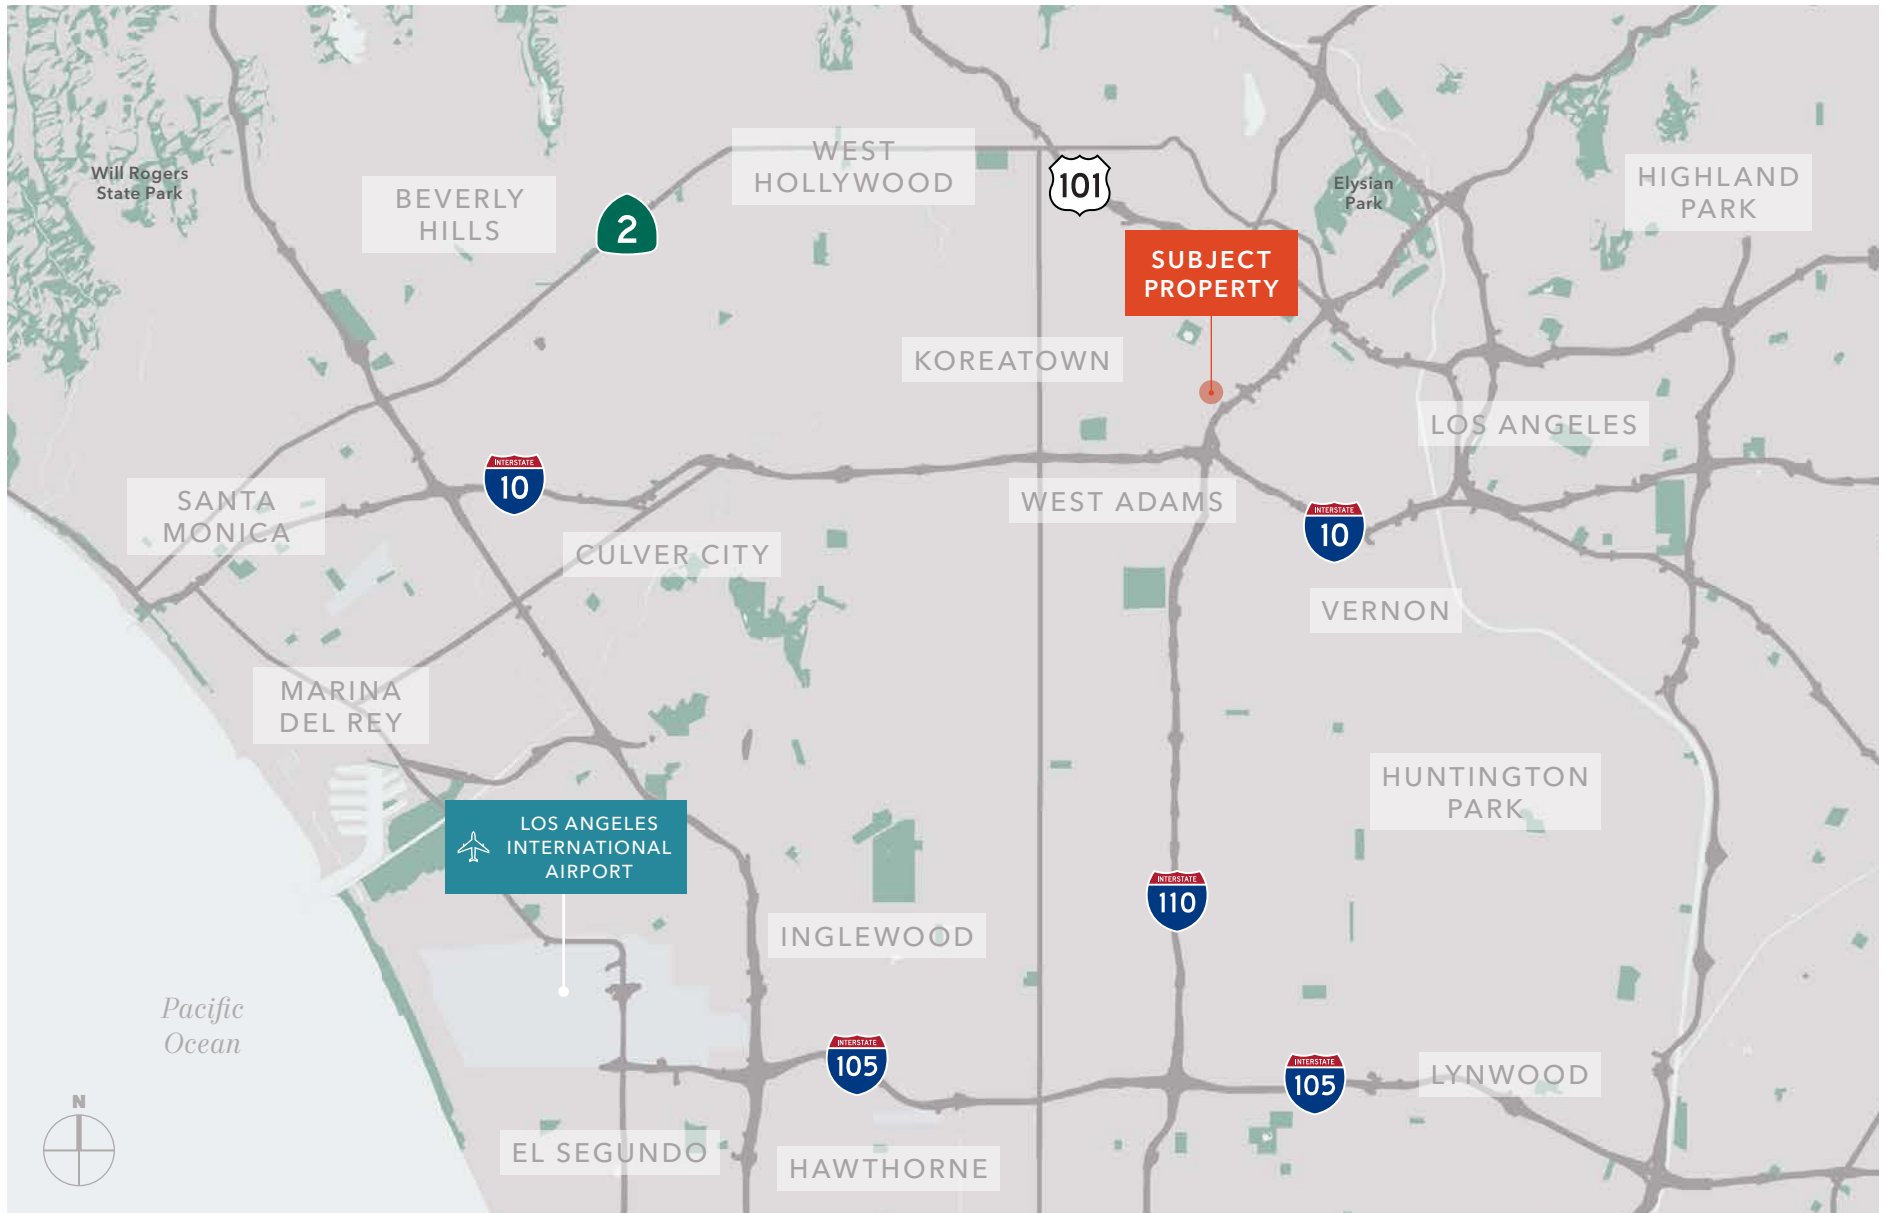 WEST
HOLLYWOOD
Will Rogers
State Park
BEVERLY
HILLS
2
101
Elysian
Park
HIGHLAND
PARK
SUBJECT
PROPERTY
KOREATOWN
LOS ANGELES
INTERSTATE
10
SANTA
MONICA
WEST ADAMS
INTERSTATE
10
CULVER CITY
VERNON
MARINA
DEL REY
HUNTINGTON
PARK
LOS ANGELES
INTERNATIONAL
AIRPORT
INTERSTATE
110
INGLEWOOD
Pacific
Ocean
INTERSTATE
105
INTERSTATE
105
LYNWOOD
N
EL SEGUNDO
HAWTHORNE